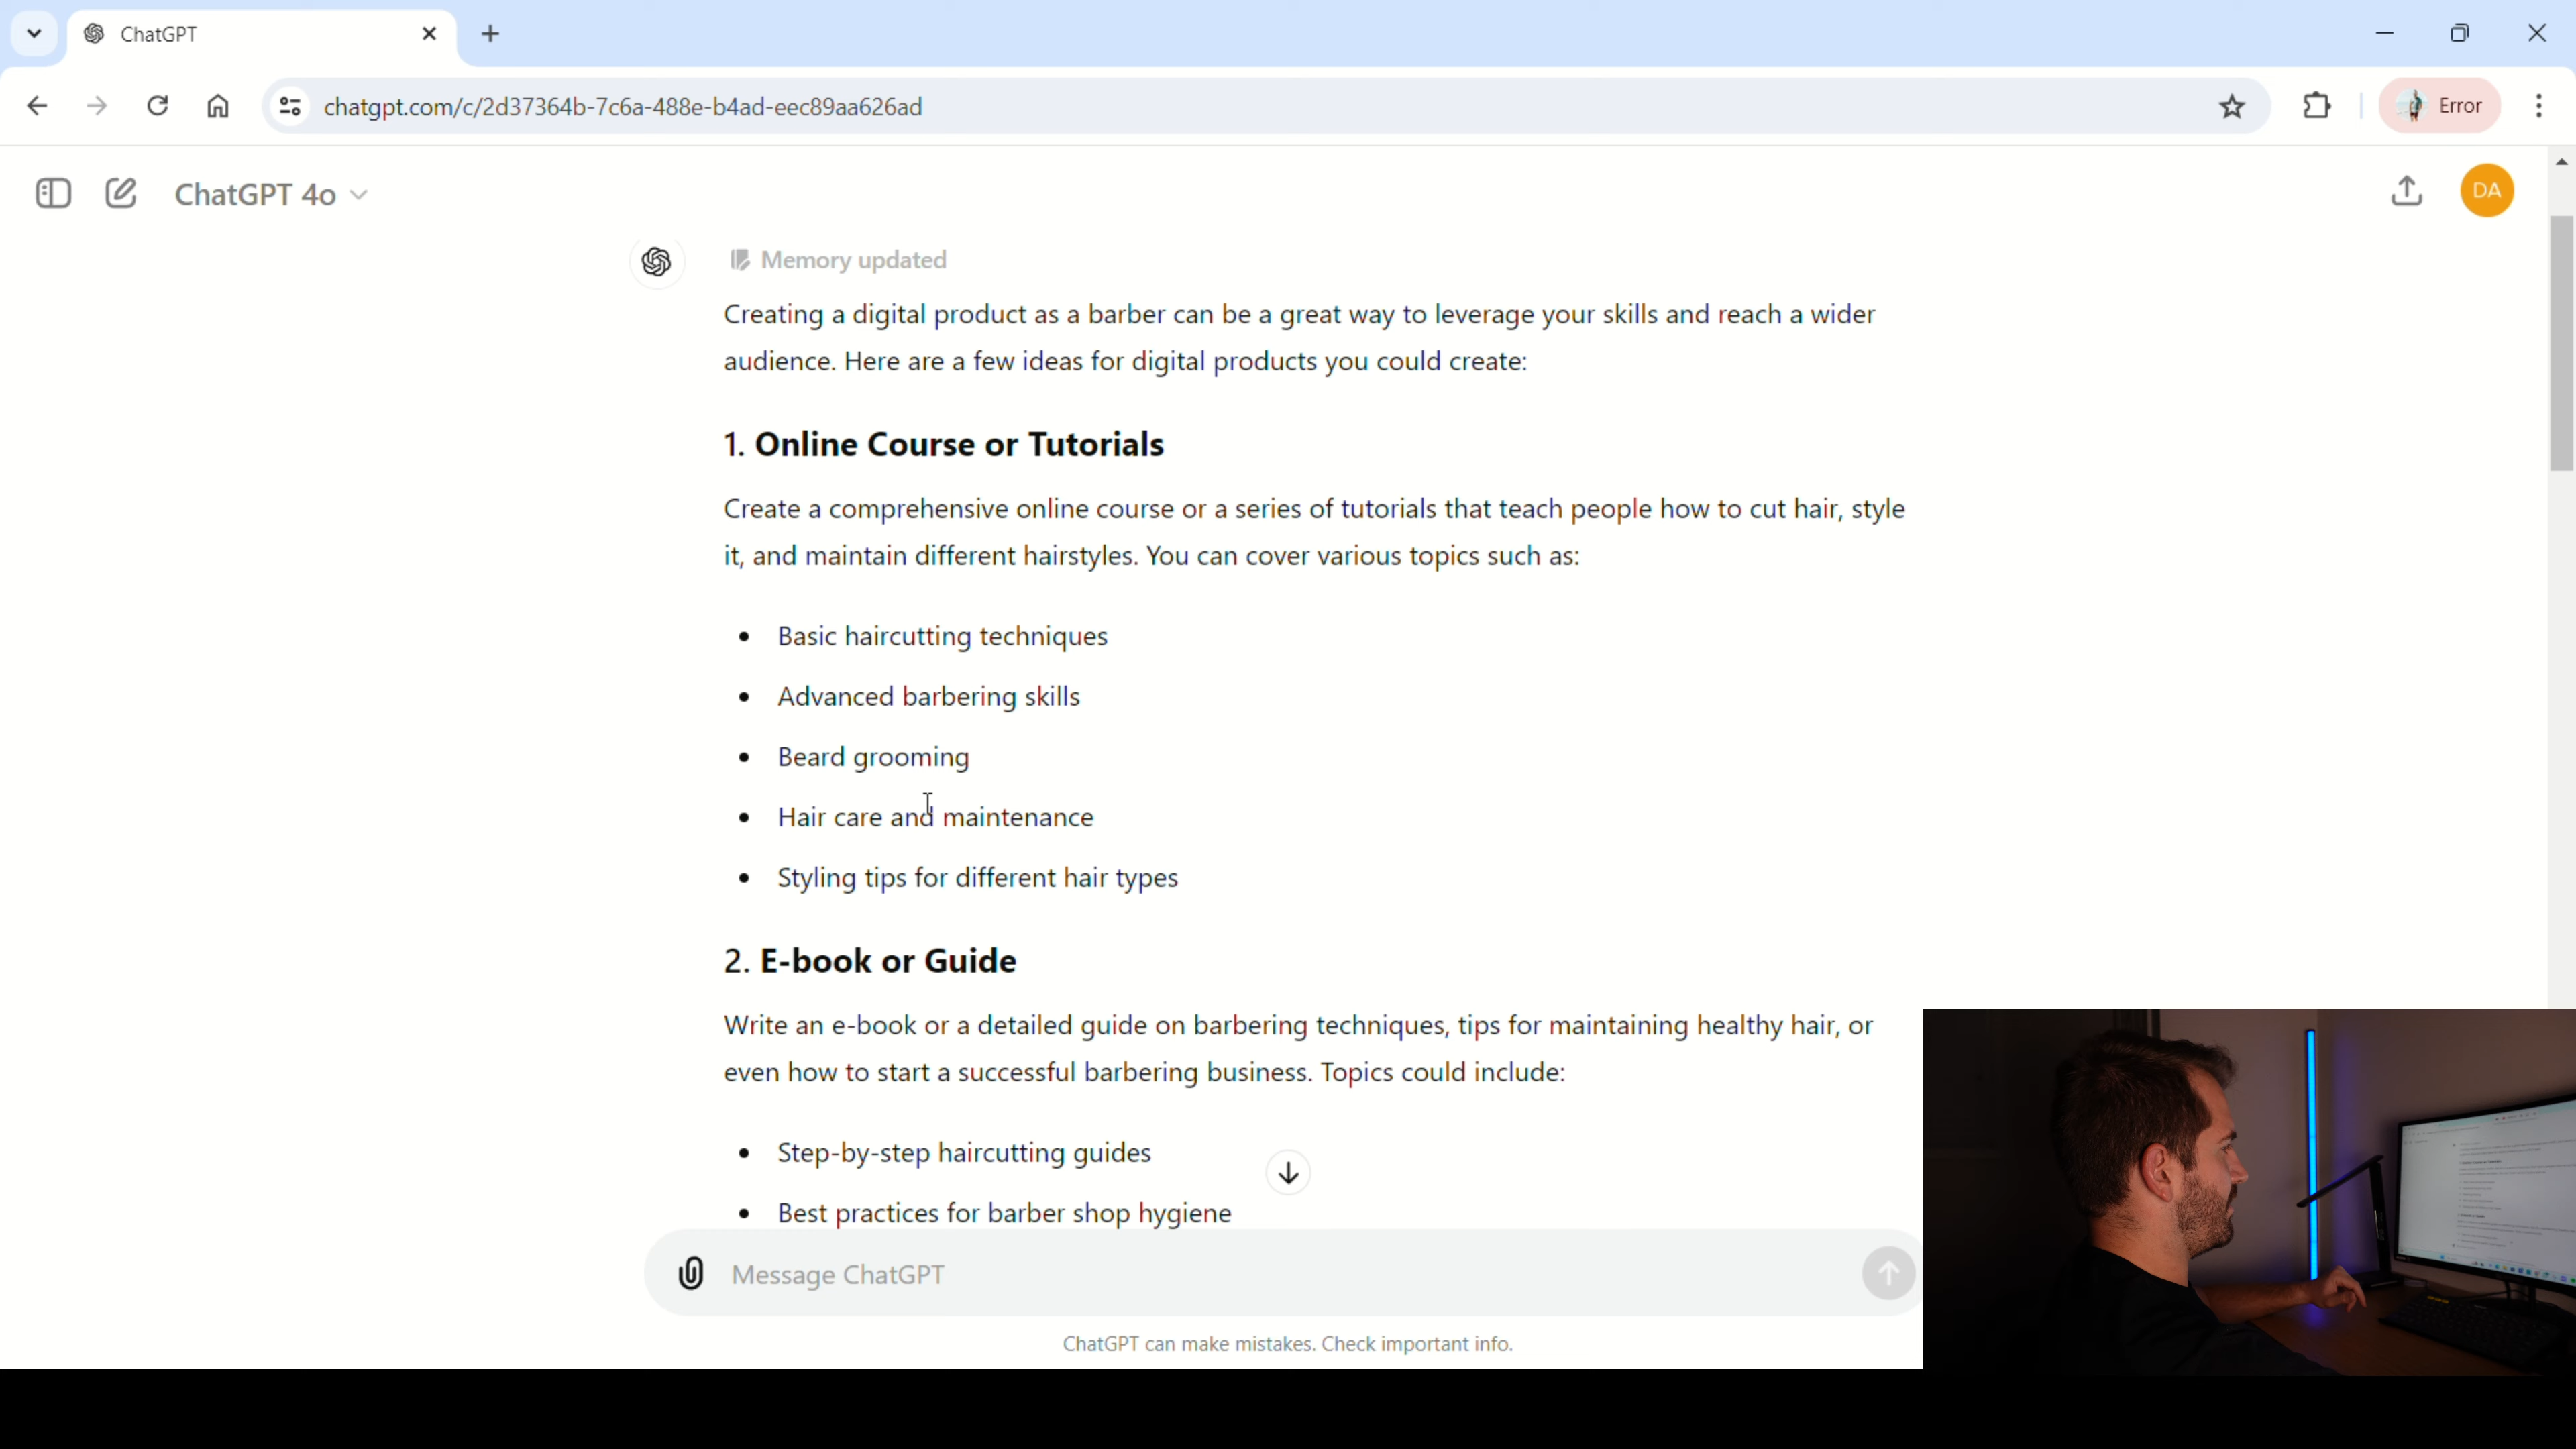 ChatGPT
chatgpt.com/c/2d37364b-7c6a-488e-b4ad-eec89aa626ad
Error
ChatGPT 4o
DA
Memory updated
Creating a digital product as a barber can be a great way to leverage your skills and reach a wider
audience. Here are a few ideas for digital products you could create:
1. Online Course or Tutorials
Create a comprehensive online course or a series of tutorials that teach people how to cut hair, style
it, and maintain different hairstyles. You can cover various topics such as:
• Basic haircutting techniques
• Advanced barbering skills
• Beard grooming
• Hair care and maintenance
• Styling tips for different hair types
2. E-book or Guide
Write an e-book or a detailed guide on barbering techniques, tips for maintaining healthy hair, or
even how to start a successful barbering business. Topics could include:
• Step-by-step haircutting guides
• Best practices for barber shop hygiene
Message ChatGPT
ChatGPT can make mistakes. Check important info.